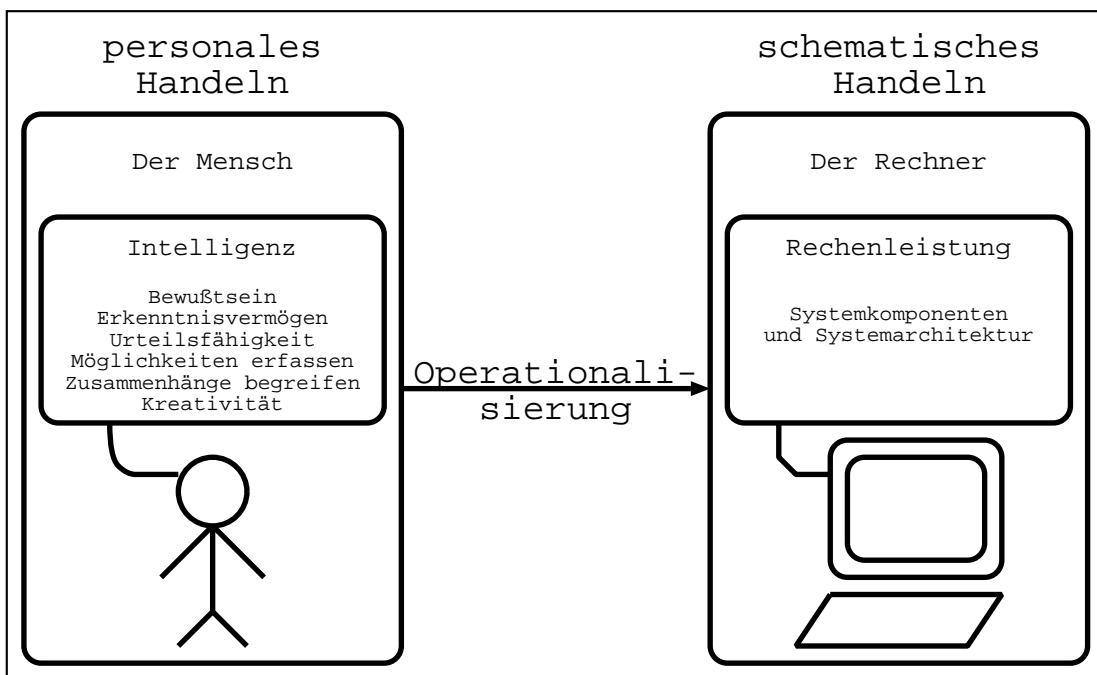 personales
Handeln
Der Mensch
Intelligenz
Bewußtsein
Erkenntnisvermögen
Urteilsfähigkeit
Möglichkeiten erfassen
Zusammenhänge begreifen
Kreativität
Operationali-
sierung
schematisches
Handeln
Der Rechner
Rechenleistung
Systemkomponenten
und Systemarchitektur